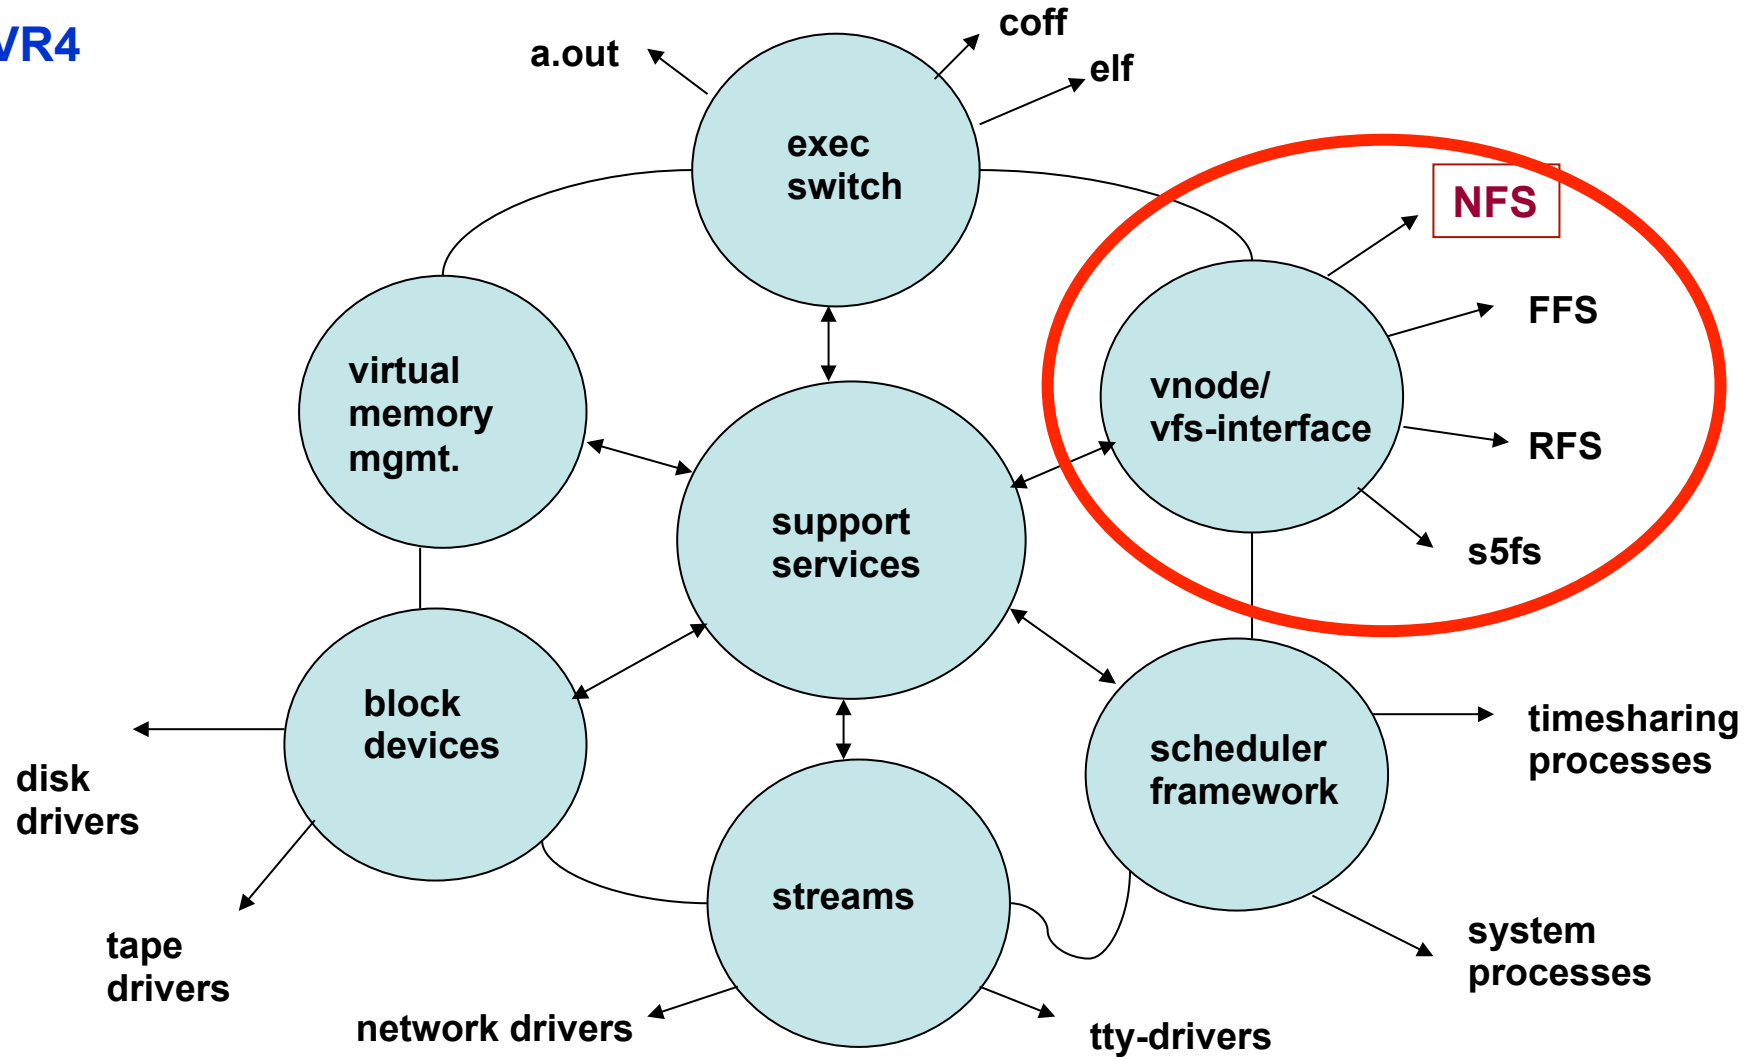 VR4
coff
a.out
elf
exec
switch
NFS
FFS
virtual
memory
mgmt.
vnode/
vfs-interface
RFS
support
services
s5fs
block
devices
scheduler
framework
timesharing
processes
disk
drivers
streams
tape
drivers
system
processes
network drivers
tty-drivers